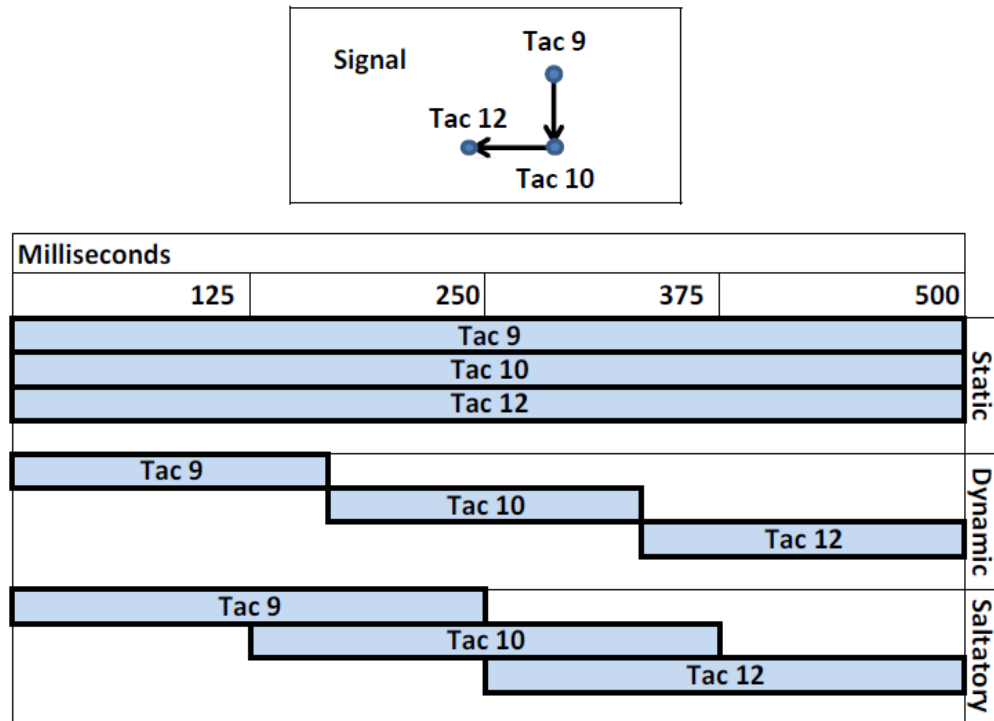 Tac 9
Signal
Tac 12
Tac 10
Milliseconds
125 250 375 500
Tac 9
Tac 10
Tac 12
Static
Tac 9
Tac 10
Tac 12
Dynamic
Tac 9
Tac 10
Tac 12
Saltatory